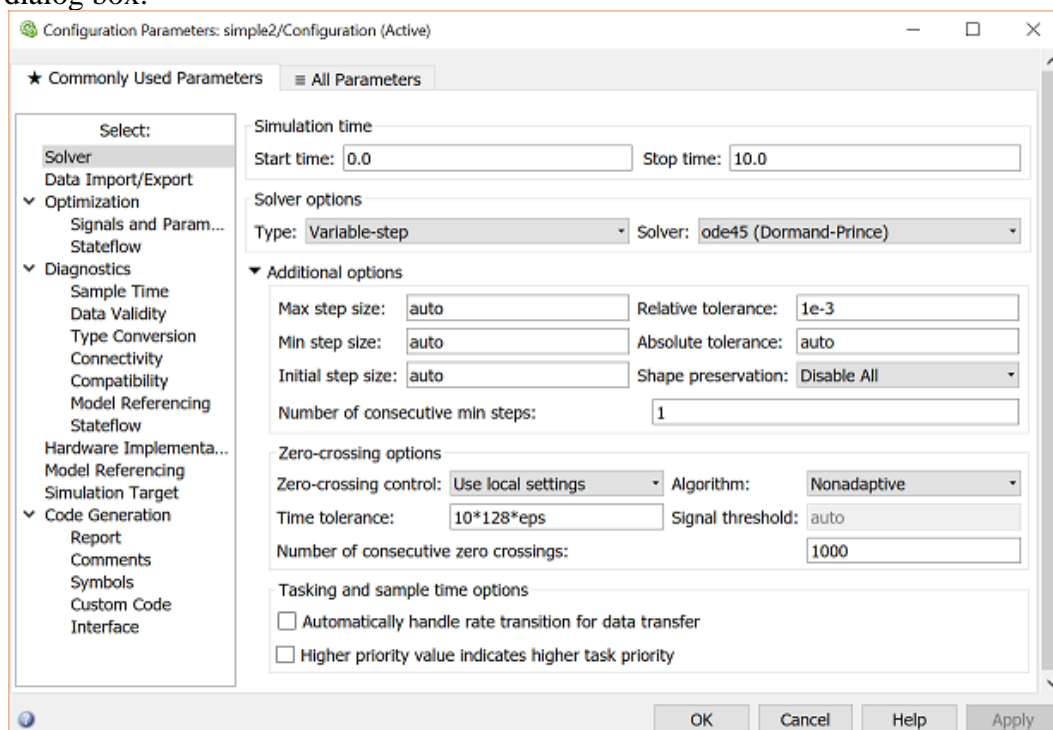 dialog box.
Configuration Parameters: simple2/Configuration (Active)
★ Commonly Used Parameters ≡ All Parameters
Select:
Solver
Data Import/Export
Optimization
Signals and Param...
Stateflow
Diagnostics
Sample Time
Data Validity
Type Conversion
Connectivity
Compatibility
Model Referencing
Stateflow
Hardware Implementa...
Model Referencing
Simulation Target
Code Generation
Report
Comments
Symbols
Custom Code
Interface
Simulation time
Start time: 0.0 Stop time: 10.0
Solver options
Type: Variable-step Solver: ode45 (Dormand-Prince)
Additional options
Max step size: auto Relative tolerance: 1e-3
Min step size: auto Absolute tolerance: auto
Initial step size: auto Shape preservation: Disable All
Number of consecutive min steps: 1
Zero-crossing options
Zero-crossing control: Use local settings Algorithm: Nonadaptive
Time tolerance: 10*128*eps Signal threshold: auto
Number of consecutive zero crossings: 1000
Tasking and sample time options
Automatically handle rate transition for data transfer
Higher priority value indicates higher task priority
OK Cancel Help Apply